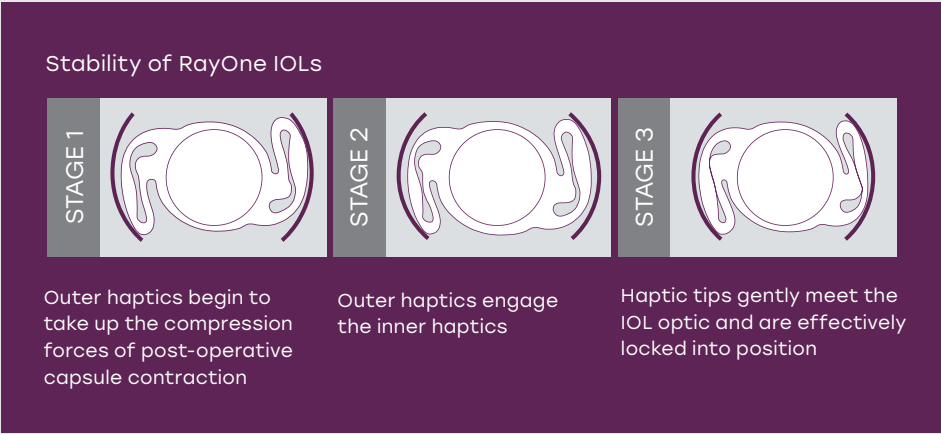 Stability of RayOne IOLs
STAGE 1
Outer haptics begin to
take up the compression
forces of post-operative
capsule contraction
STAGE 2
Outer haptics engage
the inner haptics
STAGE 3
Haptic tips gently meet the
IOL optic and are effectively
locked into position